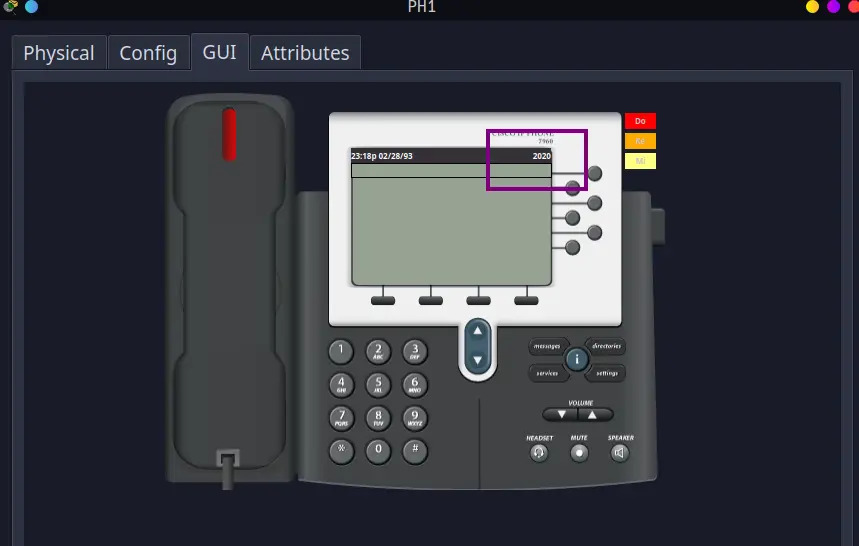 PH1
Physical
Config
GUI
Attributes
CISCO IP PHONE
7960
Do
Re
Mi
23:18p 02/28/93
2020
1
2
ABC
3
DEF
4
GHI
5
JKL
6
MNO
7
PQRS
8
TUV
9
WXYZ
*
0
#
messages
directories
i
services
settings
VOLUME
HEADSET
MUTE
SPEAKER